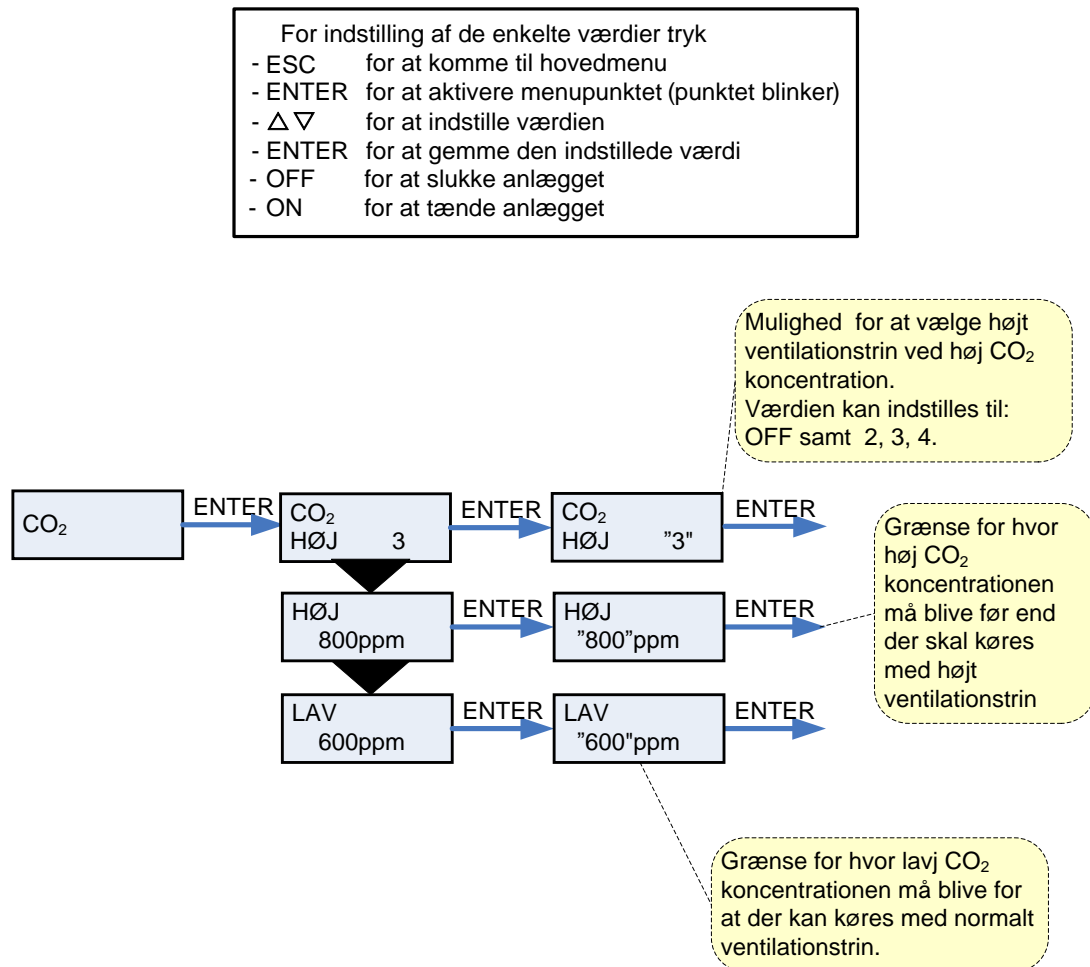 For indstilling af de enkelte værdier tryk
- ESC for at komme til hovedmenu
- ENTER for at aktivere menupunktet (punktet blinker)
- △▽ for at indstille værdien
- ENTER for at gemme den indstillede værdi
- OFF for at slukke anlægget
- ON for at tænde anlægget
Mulighed for at vælge højt
ventilationstrin ved høj CO₂
koncentration.
Værdien kan indstilles til:
OFF samt 2, 3, 4.
CO₂
ENTER
CO₂
HØJ 3
ENTER
CO₂
HØJ ”3"
ENTER
Grænse for hvor
høj CO₂
koncentrationen
må blive før end
der skal køres
med højt
ventilationstrin
HØJ
800ppm
ENTER
HØJ
”800”ppm
ENTER
LAV
600ppm
ENTER
LAV
”600"ppm
ENTER
Grænse for hvor lavj CO₂
koncentrationen må blive for
at der kan køres med normalt
ventilationstrin.